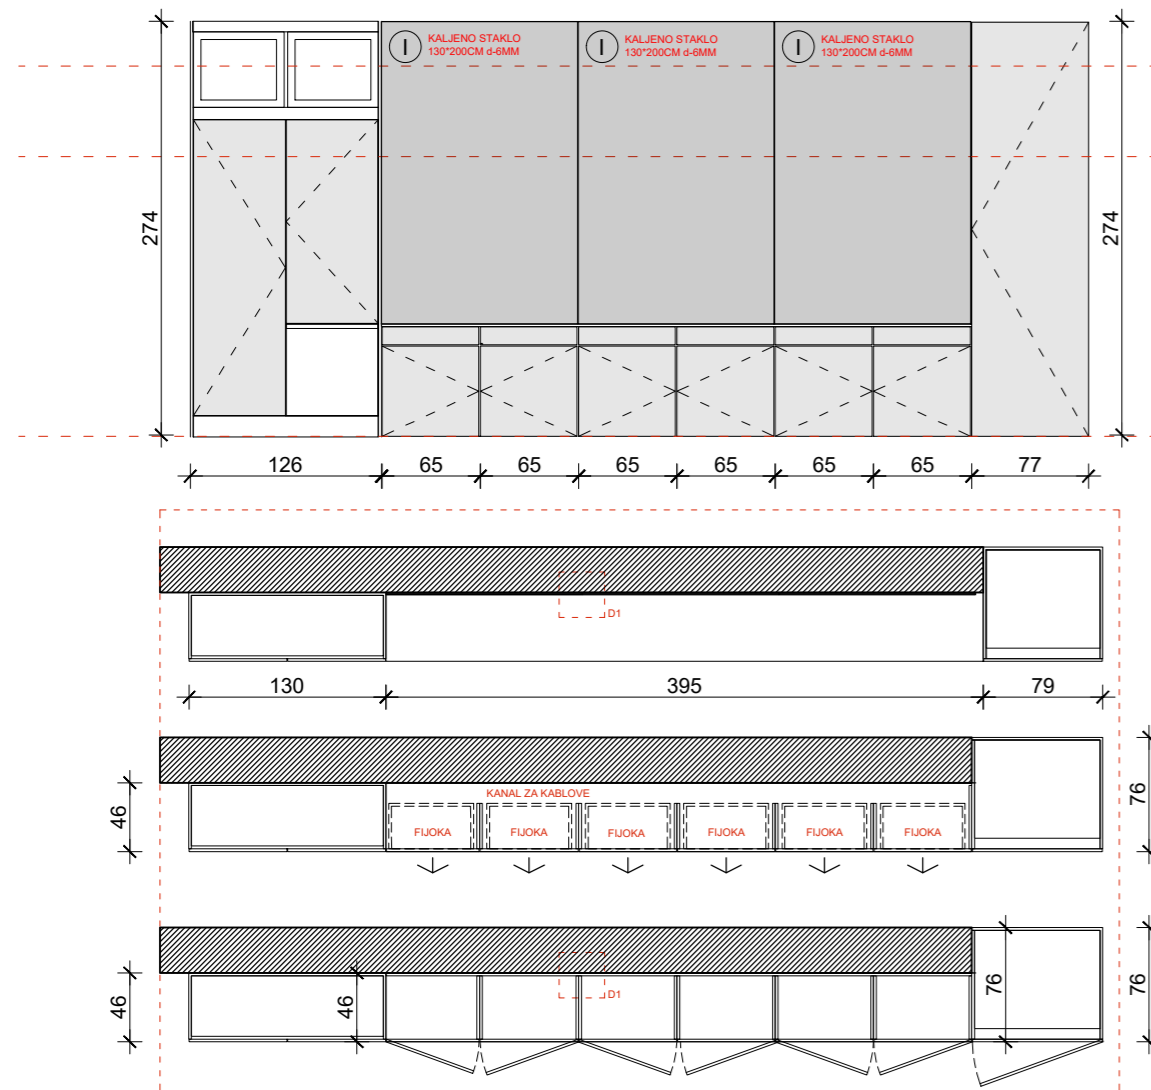 I
KALJENO STAKLO
130*200CM d-6MM
I
KALJENO STAKLO
130*200CM d-6MM
I
KALJENO STAKLO
130*200CM d-6MM
274
274
126
65
65
65
65
65
65
77
D1
130
395
79
KANAL ZA KABLOVE
46
FIJOKA
FIJOKA
FIJOKA
FIJOKA
FIJOKA
FIJOKA
76
46
46
D1
76
76